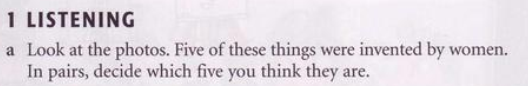 1 LISTENING
a Look at the photos. Five of these things were invented by women.
In pairs, decide which five you think they are.